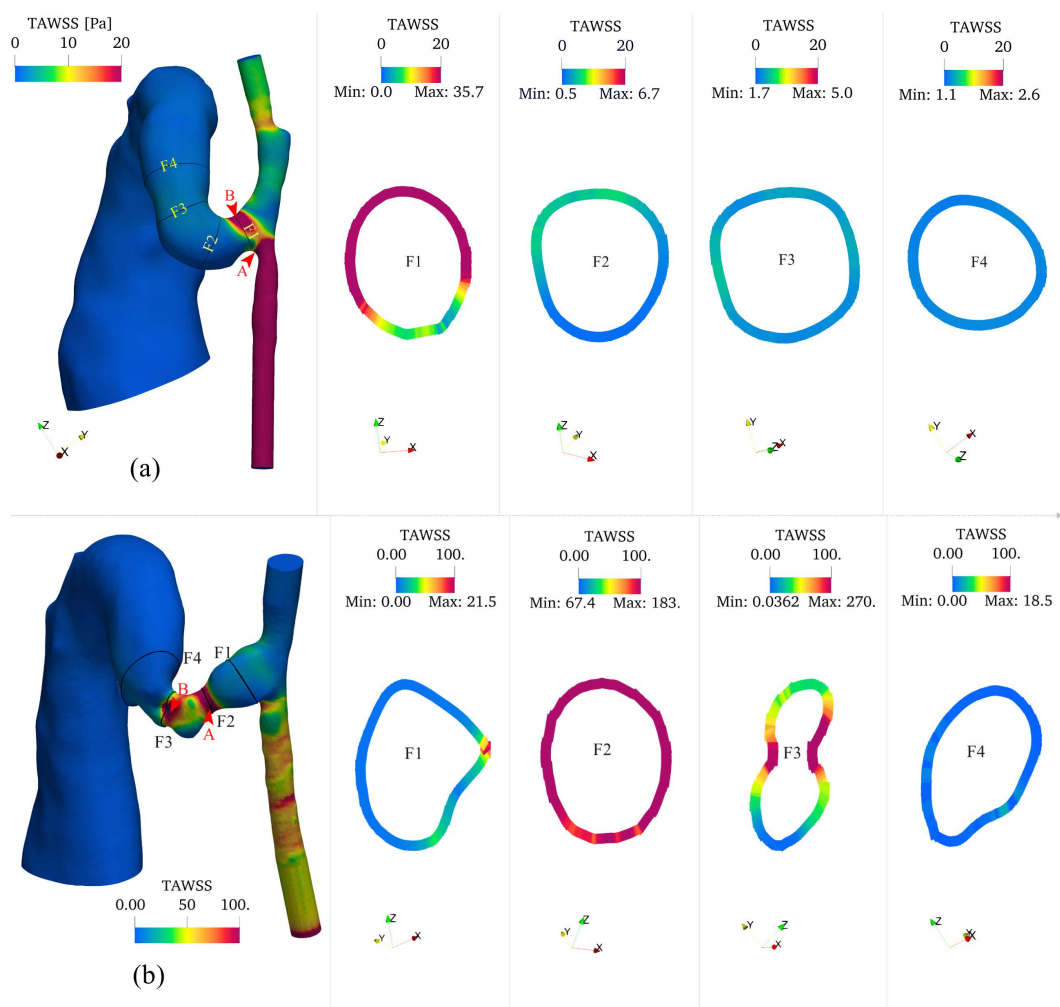 TAWSS [Pa]
0 10 20
F4
F3
F2
F1
B
A
Z
Y
X
(a)
TAWSS
0 20
Min: 0.0 Max: 35.7
F1
Z
Y
X
TAWSS
0 20
Min: 0.5 Max: 6.7
F2
Z
Y
X
TAWSS
0 20
Min: 1.7 Max: 5.0
F3
Y
Z X
TAWSS
0 20
Min: 1.1 Max: 2.6
F4
Y
X
Z
F4
F1
B
F3
A
F2
TAWSS
0.00 50 100.
(b)
TAWSS
0.00 100.
Min: 0.00 Max: 21.5
F1
Z
Y
X
TAWSS
0.00 100.
Min: 67.4 Max: 183.
F2
Z
Y
X
TAWSS
0.00 100.
Min: 0.0362 Max: 270.
F3
Y Z
X
TAWSS
0.00 100.
Min: 0.00 Max: 18.5
F4
Z
Y
X